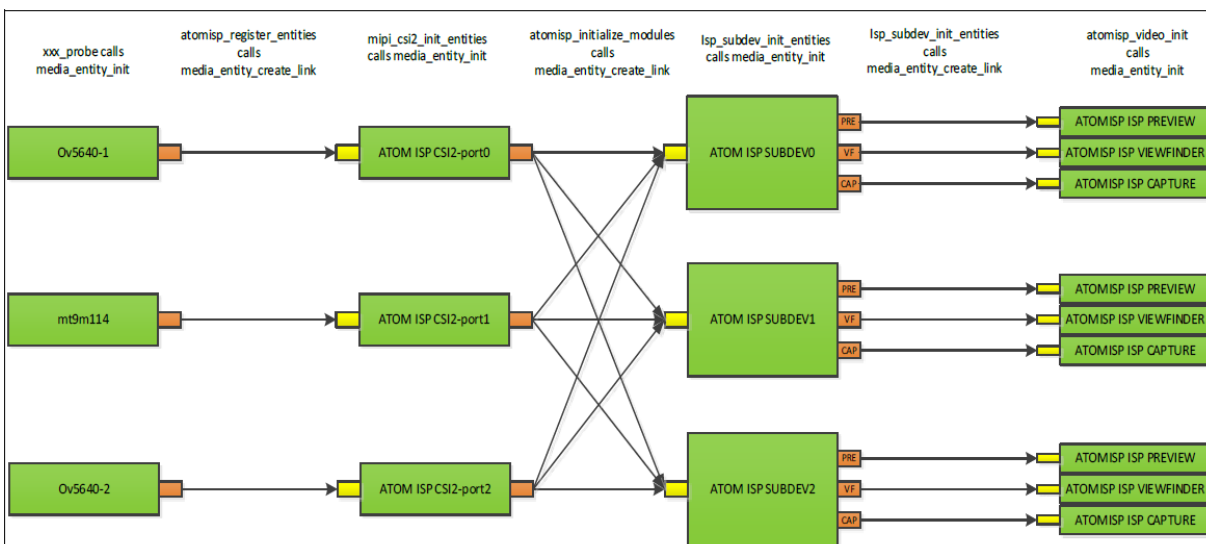 xxx_probe calls
media_entity_init
atomisp_register_entities
calls
media_entity_create_link
mipi_csi2_init_entities
calls media_entity_init
atomisp_initialize_modules
calls
media_entity_create_link
Isp_subdev_init_entities
calls media_entity_init
Isp_subdev_init_entities
calls
media_entity_create_link
atomisp_video_init
calls
media_entity_init
Ov5640-1
ATOM ISP CSI2-port0
ATOM ISP SUBDEV0
PRE
VF
CAP
ATOMISP ISP PREVIEW
ATOMISP ISP VIEWFINDER
ATOMISP ISP CAPTURE
mt9m114
ATOM ISP CSI2-port1
ATOM ISP SUBDEV1
PRE
VF
CAP
ATOMISP ISP PREVIEW
ATOMISP ISP VIEWFINDER
ATOMISP ISP CAPTURE
Ov5640-2
ATOM ISP CSI2-port2
ATOM ISP SUBDEV2
PRE
VF
CAP
ATOMISP ISP PREVIEW
ATOMISP ISP VIEWFINDER
ATOMISP ISP CAPTURE